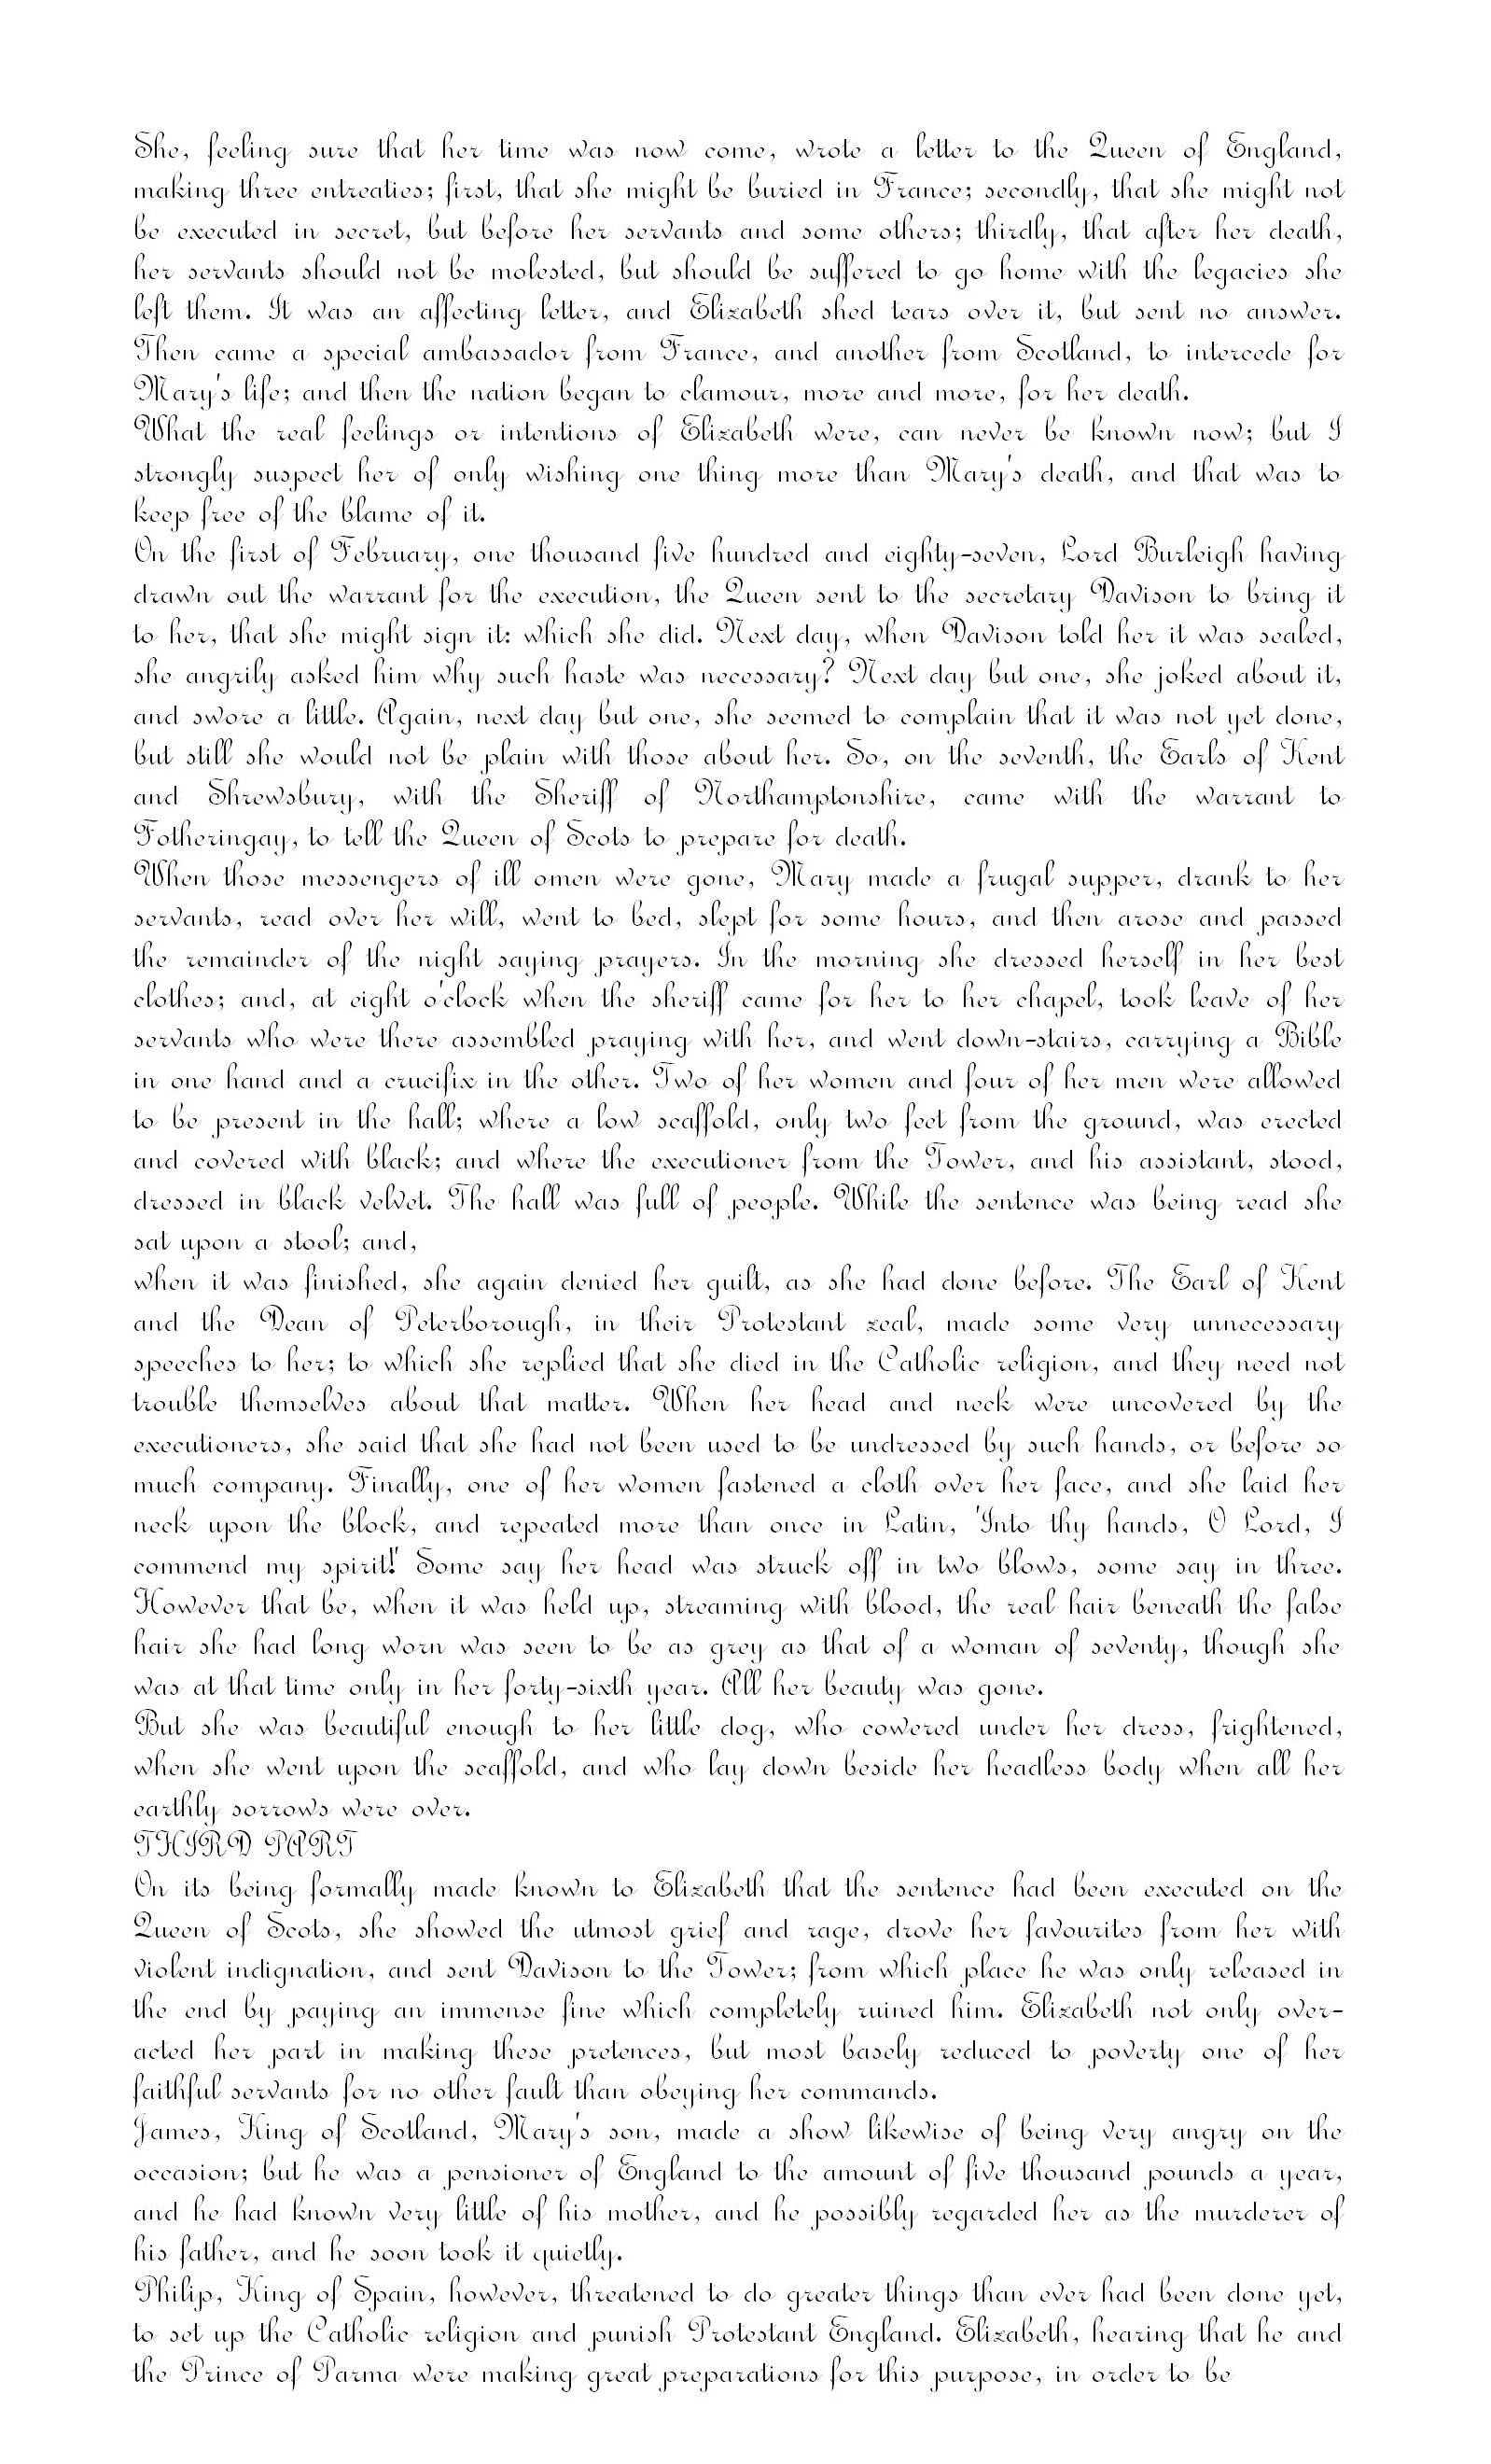 She, feeling sure that her time was now come, wrote a letter to the Queen of England,
making three entreaties; first, that she might be buried in France; secondly, that she might not
be executed in secret, but before her servants and some others; thirdly, that after her death,
her servants should not be molested, but should be suffered to go home with the legacies she
left them. It was an affecting letter, and Elizabeth shed tears over it, but sent no answer.
Then came a special ambassador from France, and another from Scotland, to intercede for
Mary's life; and then the nation began to clamour, more and more, for her death.
What the real feelings or intentions of Elizabeth were, can never be known now; but I
strongly suspect her of only wishing one thing more than Mary's death, and that was to
keep free of the blame of it.
On the first of February, one thousand five hundred and eighty-seven, Lord Burleigh having
drawn out the warrant for the execution, the Queen sent to the secretary Davison to bring it
to her, that she might sign it: which she did. Next day, when Davison told her it was sealed,
she angrily asked him why such haste was necessary? Next day but one, she joked about it,
and swore a little. Again, next day but one, she seemed to complain that it was not yet done,
but still she would not be plain with those about her. So, on the seventh, the Earls of Kent
and Shrewsbury, with the Sheriff of Northamptonshire, came with the warrant to
Fotheringay, to tell the Queen of Scots to prepare for death.
When those messengers of ill omen were gone, Mary made a frugal supper, drank to her
servants, read over her will, went to bed, slept for some hours, and then arose and passed
the remainder of the night saying prayers. In the morning she dressed herself in her best
clothes; and, at eight o'clock when the sheriff came for her to her chapel, took leave of her
servants who were there assembled praying with her, and went down-stairs, carrying a Bible
in one hand and a crucifix in the other. Two of her women and four of her men were allowed
to be present in the hall; where a low scaffold, only two feet from the ground, was erected
and covered with black; and where the executioner from the Tower, and his assistant, stood,
dressed in black velvet. The hall was full of people. While the sentence was being read she
sat upon a stool; and,
when it was finished, she again denied her guilt, as she had done before. The Earl of Kent
and the Dean of Peterborough, in their Protestant zeal, made some very unnecessary
speeches to her; to which she replied that she died in the Catholic religion, and they need not
trouble themselves about that matter. When her head and neck were uncovered by the
executioners, she said that she had not been used to be undressed by such hands, or before so
much company. Finally, one of her women fastened a cloth over her face, and she laid her
neck upon the block, and repeated more than once in Latin, 'Into thy hands, O Lord, I
commend my spirit!' Some say her head was struck off in two blows, some say in three.
However that be, when it was held up, streaming with blood, the real hair beneath the false
hair she had long worn was seen to be as grey as that of a woman of seventy, though she
was at that time only in her forty-sixth year. All her beauty was gone.
But she was beautiful enough to her little dog, who cowered under her dress, frightened,
when she went upon the scaffold, and who lay down beside her headless body when all her
earthly sorrows were over.
THIRD PART
On its being formally made known to Elizabeth that the sentence had been executed on the
Queen of Scots, she showed the utmost grief and rage, drove her favourites from her with
violent indignation, and sent Davison to the Tower; from which place he was only released in
the end by paying an immense fine which completely ruined him. Elizabeth not only over-
acted her part in making these pretences, but most basely reduced to poverty one of her
faithful servants for no other fault than obeying her commands.
James, King of Scotland, Mary's son, made a show likewise of being very angry on the
occasion; but he was a pensioner of England to the amount of five thousand pounds a year,
and he had known very little of his mother, and he possibly regarded her as the murderer of
his father, and he soon took it quietly.
Philip, King of Spain, however, threatened to do greater things than ever had been done yet,
to set up the Catholic religion and punish Protestant England. Elizabeth, hearing that he and
the Prince of Parma were making great preparations for this purpose, in order to be